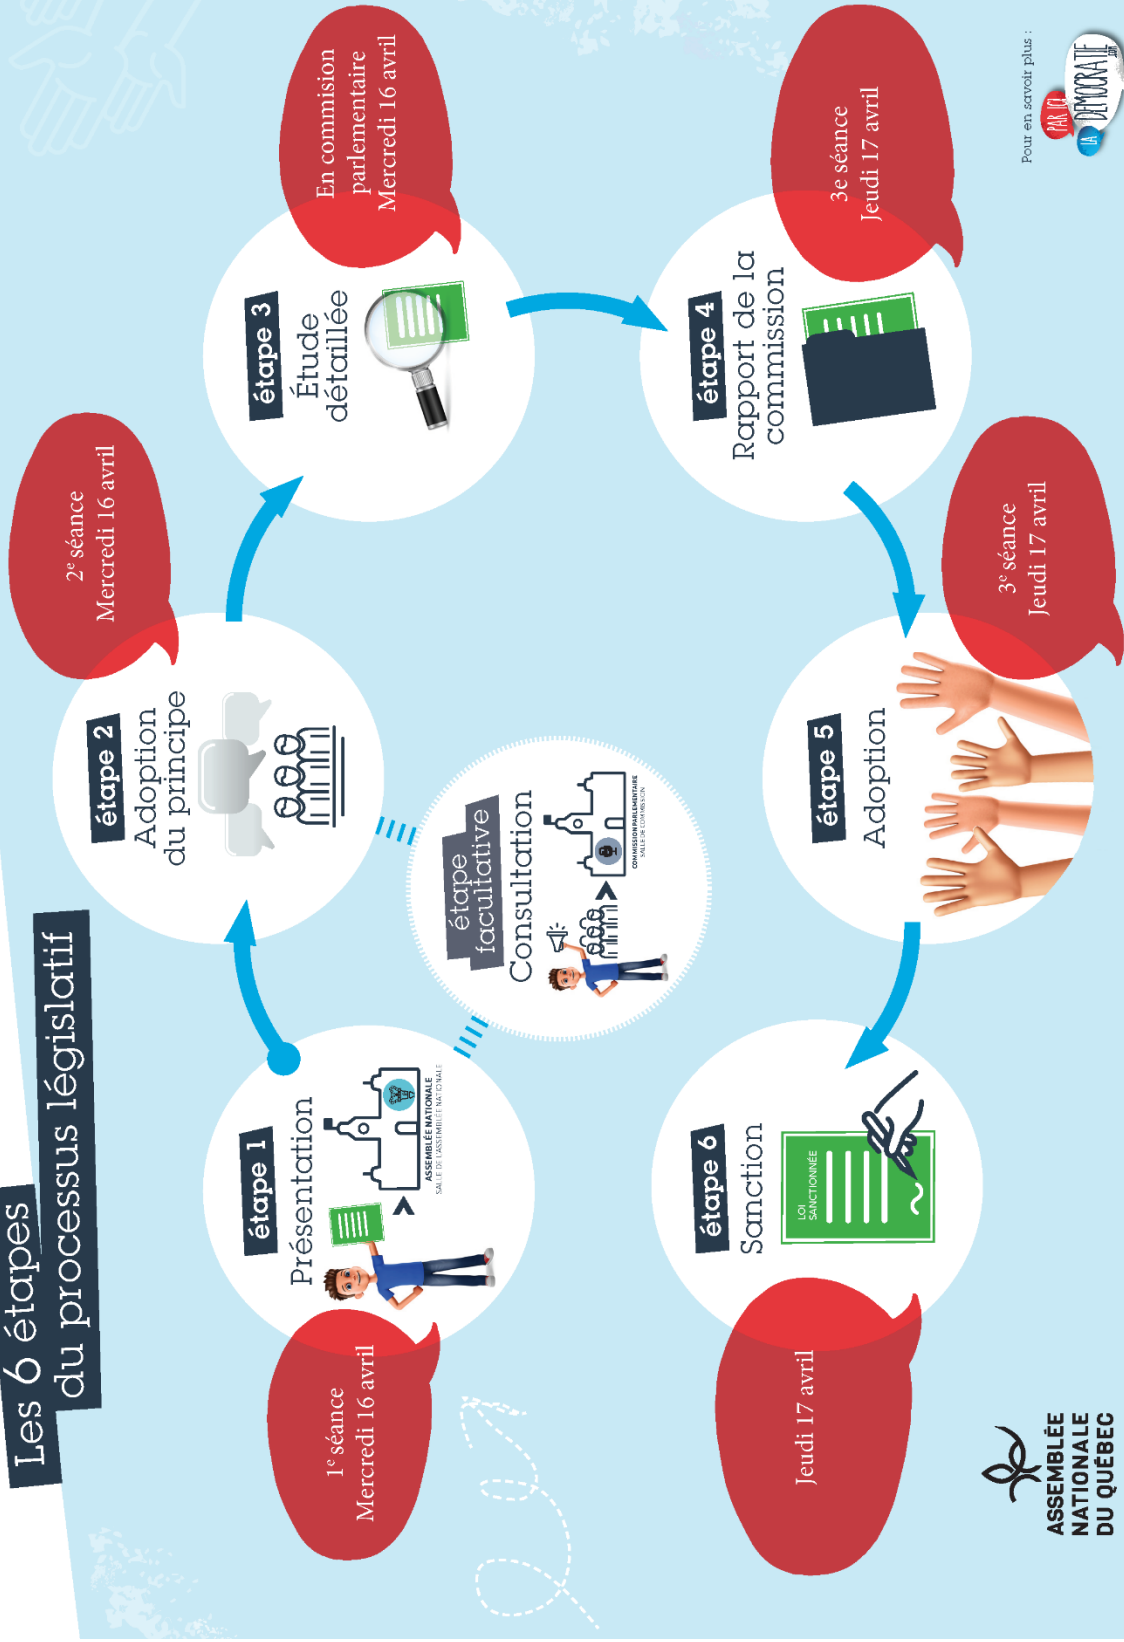 Les 6 étapes
du processus législatif
étape 1
Présentation
ASSEMBLÉE NATIONALE
SALLE DE L'ASSEMBLÉE NATIONALE
1e séance
Mercredi 16 avril
étape 2
Adoption
du principe
2e séance
Mercredi 16 avril
étape
facultative
Consultation
COMMISSION PARLEMENTAIRE
SALLE DE COMMISSION
étape 3
Étude
détaillée
En commision
parlementaire
Mercredi 16 avril
étape 4
Rapport de la
commission
3e séance
Jeudi 17 avril
étape 5
Adoption
3e séance
Jeudi 17 avril
étape 6
Sanction
LOI
SANCTIONNÉE
Jeudi 17 avril
ASSEMBLÉE
NATIONALE
DU QUÉBEC
Pour en savoir plus :
PAR ICI
LA DÉMOCRATIE
.com